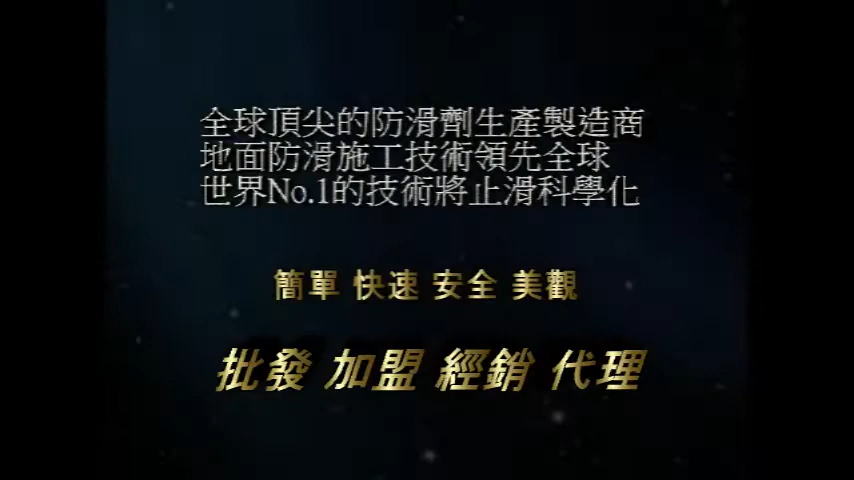 全球頂尖的防滑劑生產製造商
地面防滑施工技術領先全球
世界No.1的技術將止滑科學化
簡單 快速 安全 美觀
批發 加盟 經銷 代理